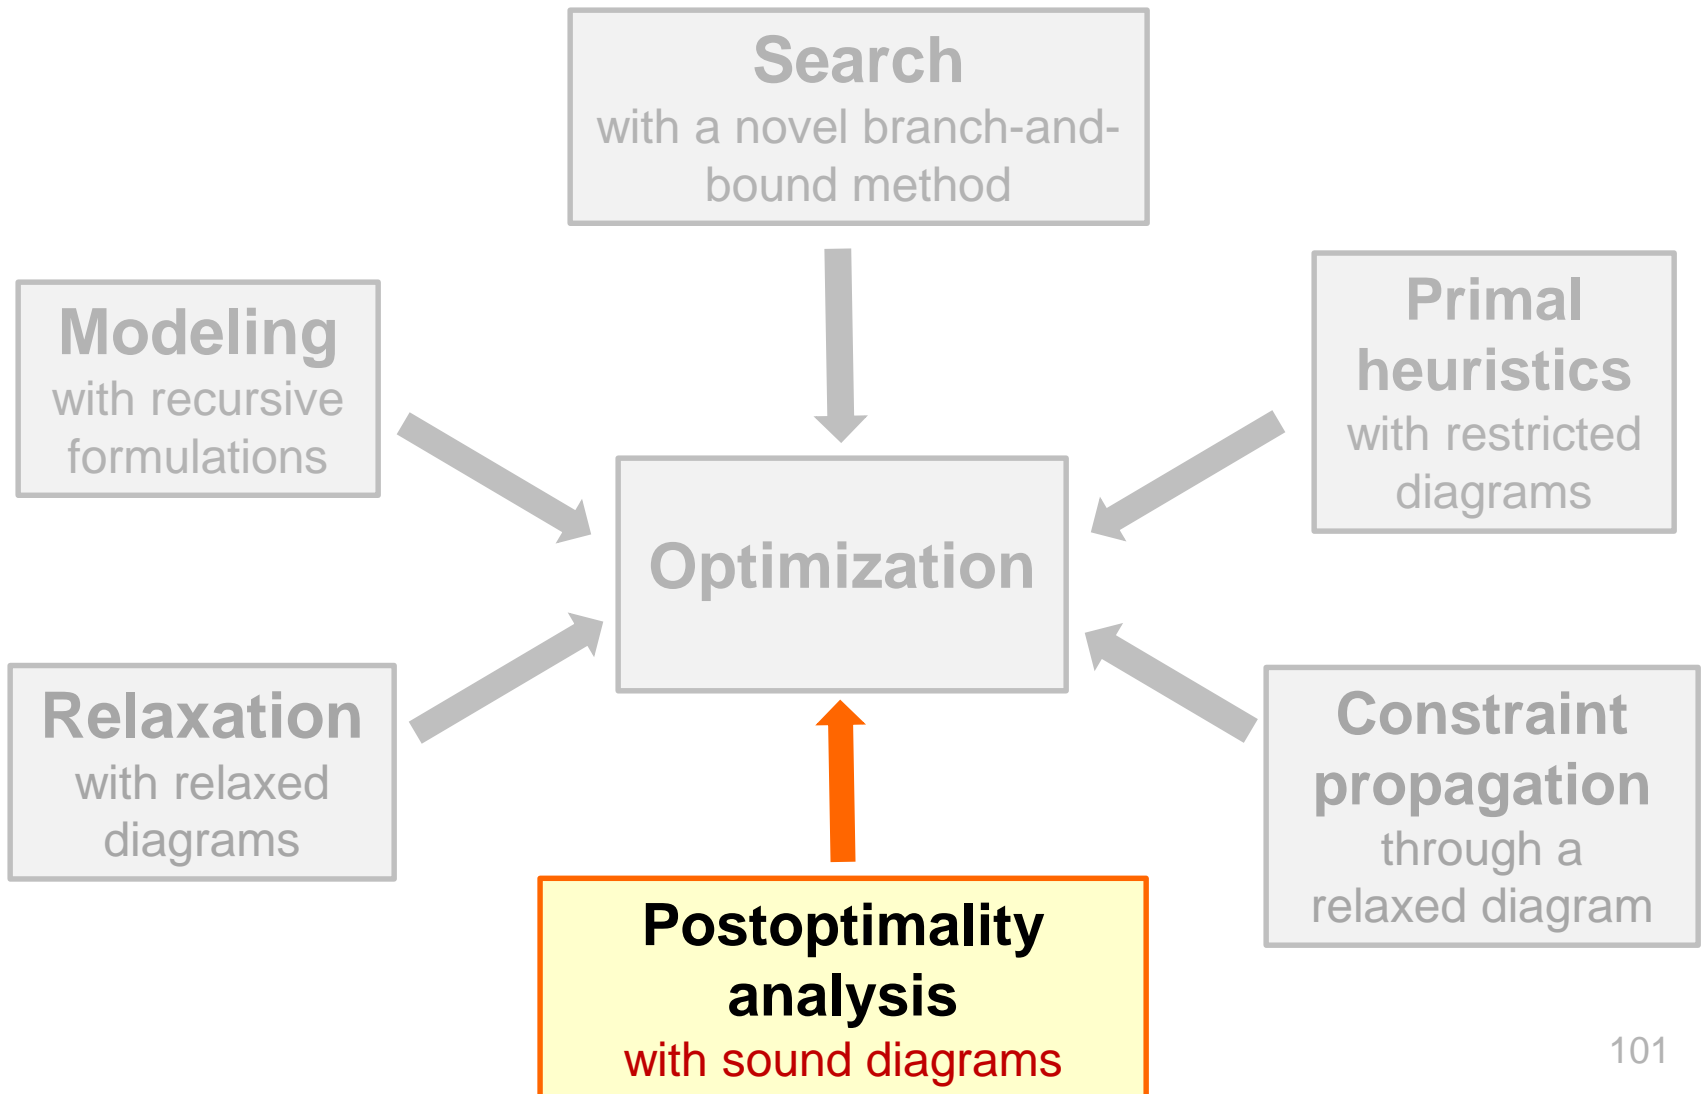 Search
with a novel branch-and-
bound method
Modeling
with recursive
formulations
Primal
heuristics
with restricted
diagrams
Optimization
Relaxation
with relaxed
diagrams
Constraint
propagation
through a
relaxed diagram
Postoptimality
analysis
with sound diagrams
101